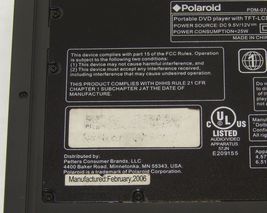 Polaroid PDM-07
Portable DVD player with TFT-LC
POWER SOURCE:DC 9.5V/12V
POWER CONSUMPTION<25W
MADE IN CHIN
This device complies with part 15 of the FCC Rules. Operation
is subject to the following two conditions:
(1) This device may not cause harmful interference, and
(2) This device must accept any interference received,
including interference that may cause undesired operation.
THIS PRODUCT COMPLIES WITH DHHS RULE 21 CFR
CHAPTER 1 SUBCHAPTER J AT DATE OF MANUFACTURE.
UL
LISTED
AUDIO/VIDEO
APPARATUS
E209155
Distributed by:
Petters Consumer Brands, LLC
4400 Baker Road, Minnetonka, MN 55343, USA
Polaroid is a trademark of Polaroid Corporation.
Manufactured:February,2006